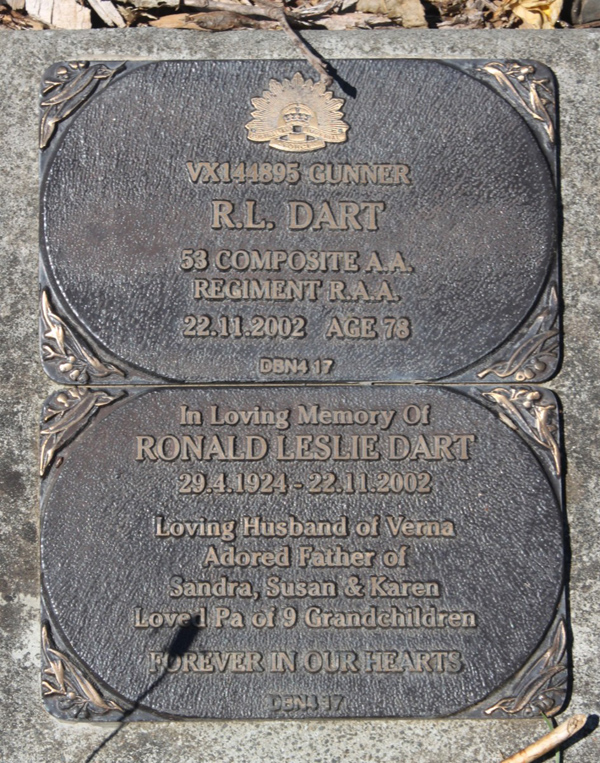 VX144895 GUNNER
R.L. DART
53 COMPOSITE A.A.
REGIMENT R.A.A.
22.11.2002 AGE 78
DBN4 17
In Loving Memory Of
RONALD LESLIE DART
29.4.1924 - 22.11.2002
Loving Husband of Verna
Adored Father of
Sandra, Susan & Karen
Loved Pa of 9 Grandchildren
FOREVER IN OUR HEARTS
DBN4 17